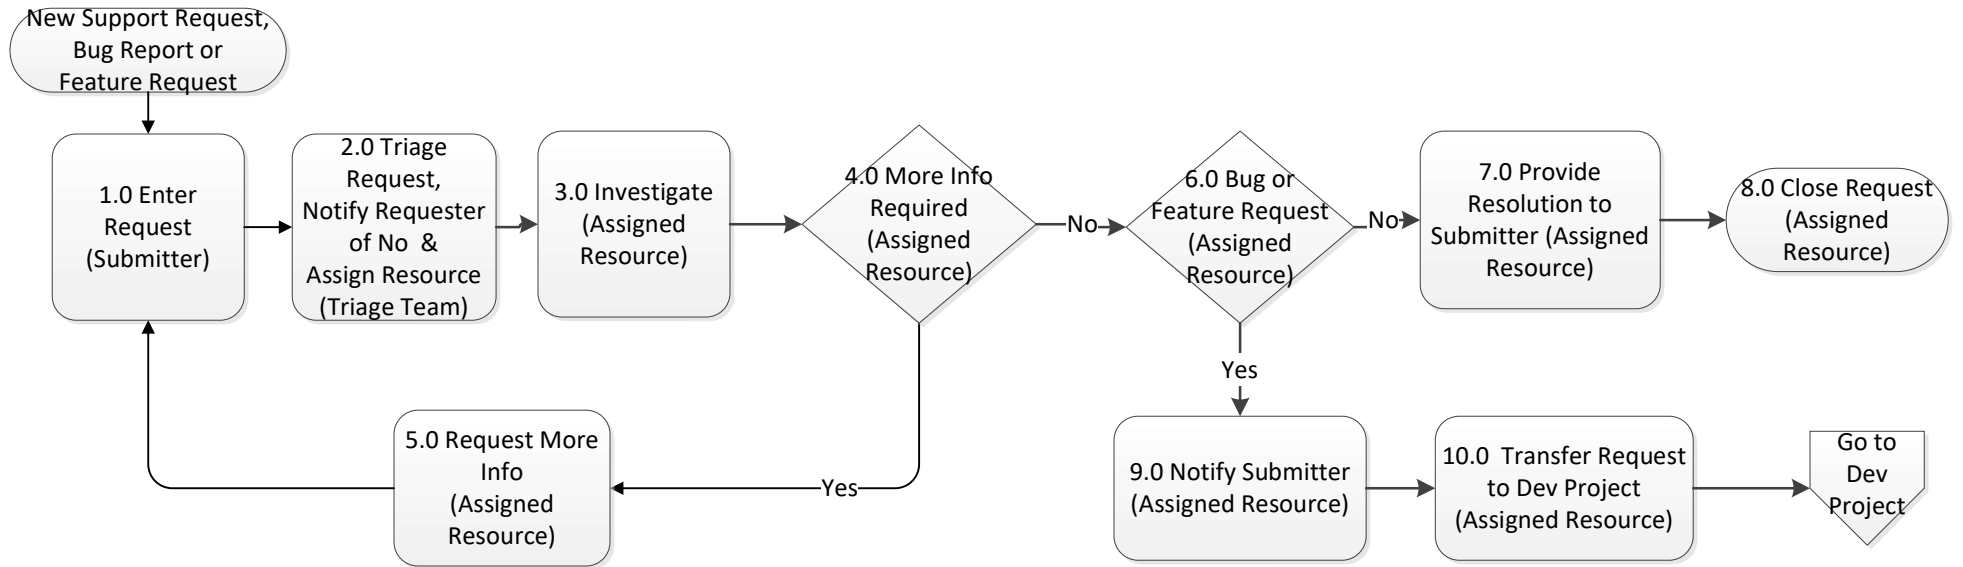 New Support Request,
Bug Report or
Feature Request
1.0 Enter
Request
(Submitter)
2.0 Triage
Request,
Notify Requester
of No  &
Assign Resource
(Triage Team)
3.0 Investigate
(Assigned
Resource)
4.0 More Info
Required
(Assigned
Resource)
No
6.0 Bug or
Feature Request
(Assigned
Resource)
No
7.0 Provide
Resolution to
Submitter (Assigned
Resource)
8.0 Close Request
(Assigned
Resource)
Yes
5.0 Request More
Info
(Assigned
Resource)
Yes
9.0 Notify Submitter
(Assigned Resource)
10.0  Transfer Request
to Dev Project
(Assigned Resource)
Go to
Dev
Project